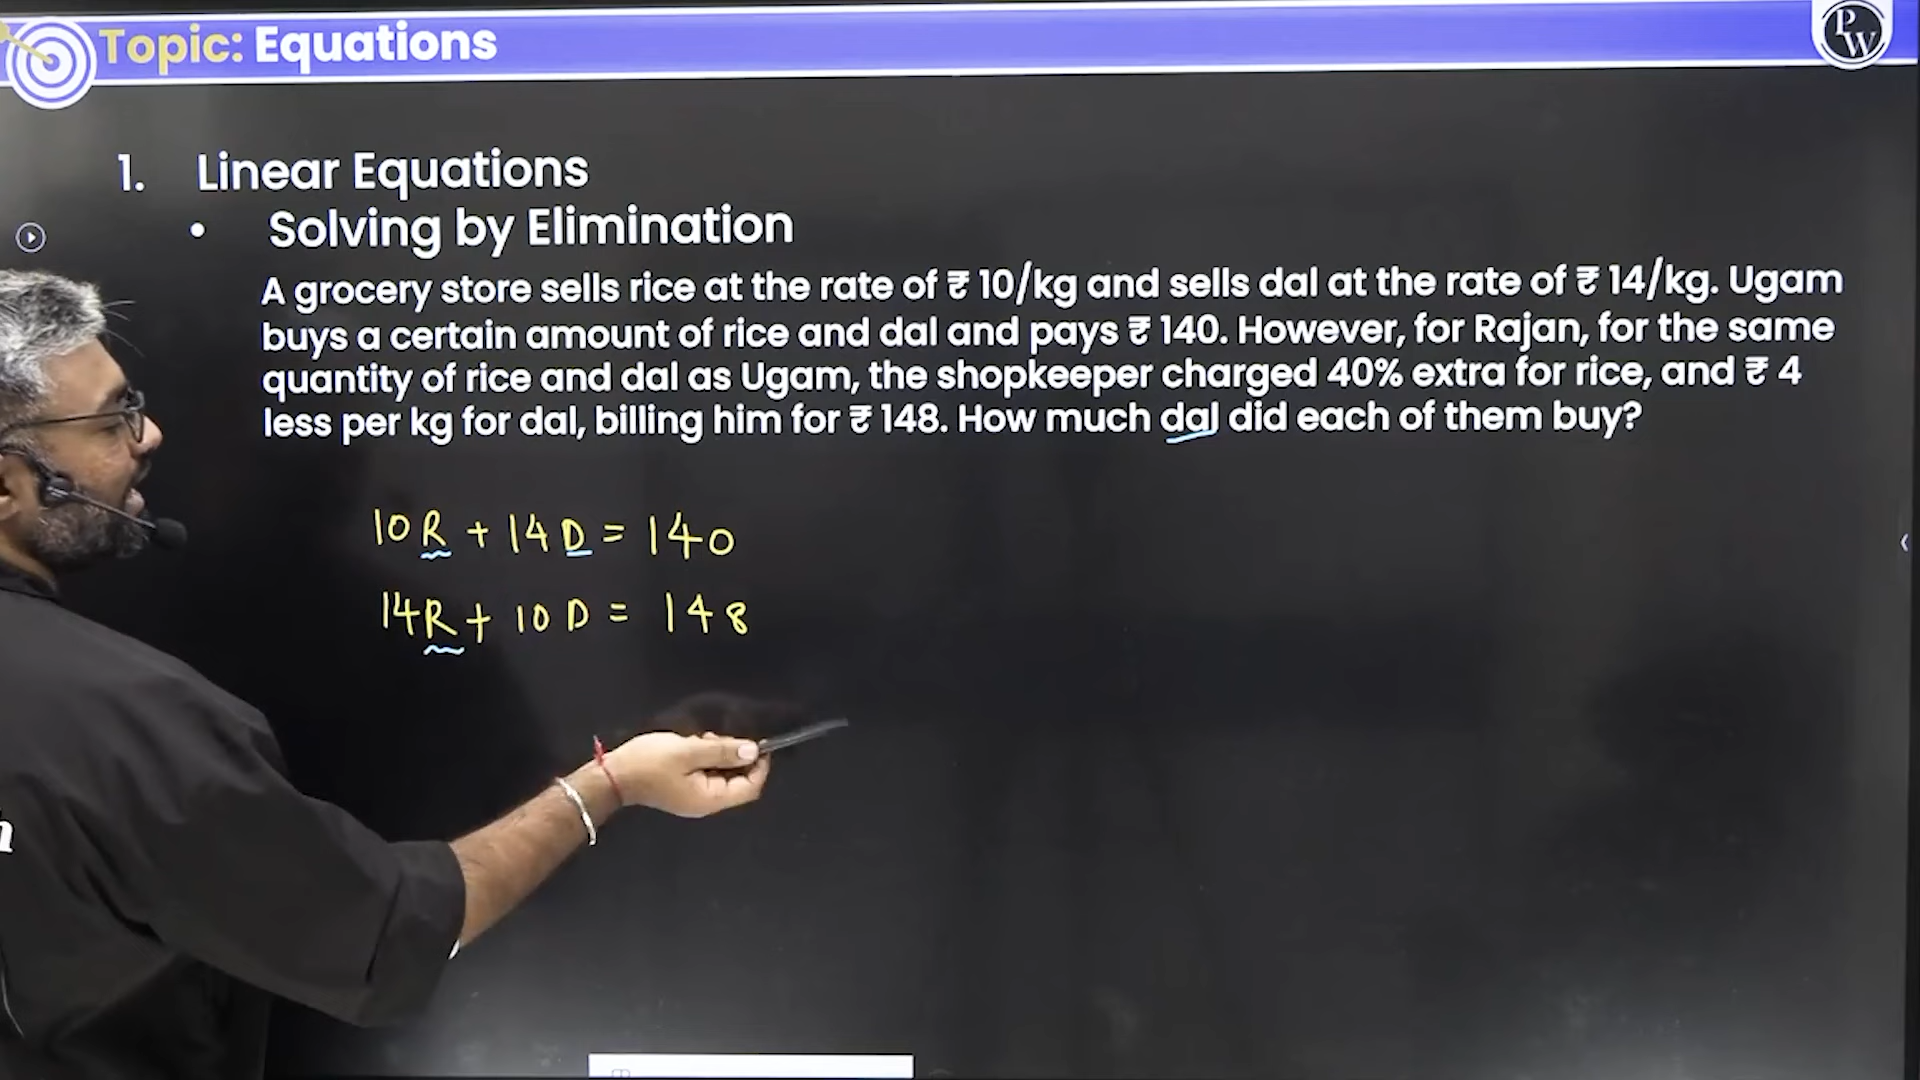 Topic: Equations
PW
1. Linear Equations
• Solving by Elimination
A grocery store sells rice at the rate of ₹ 10/kg and sells dal at the rate of ₹ 14/kg. Ugam
buys a certain amount of rice and dal and pays ₹ 140. However, for Rajan, for the same
quantity of rice and dal as Ugam, the shopkeeper charged 40% extra for rice, and ₹ 4
less per kg for dal, billing him for ₹ 148. How much dal did each of them buy?
10R + 14D = 140
14R + 10D = 148